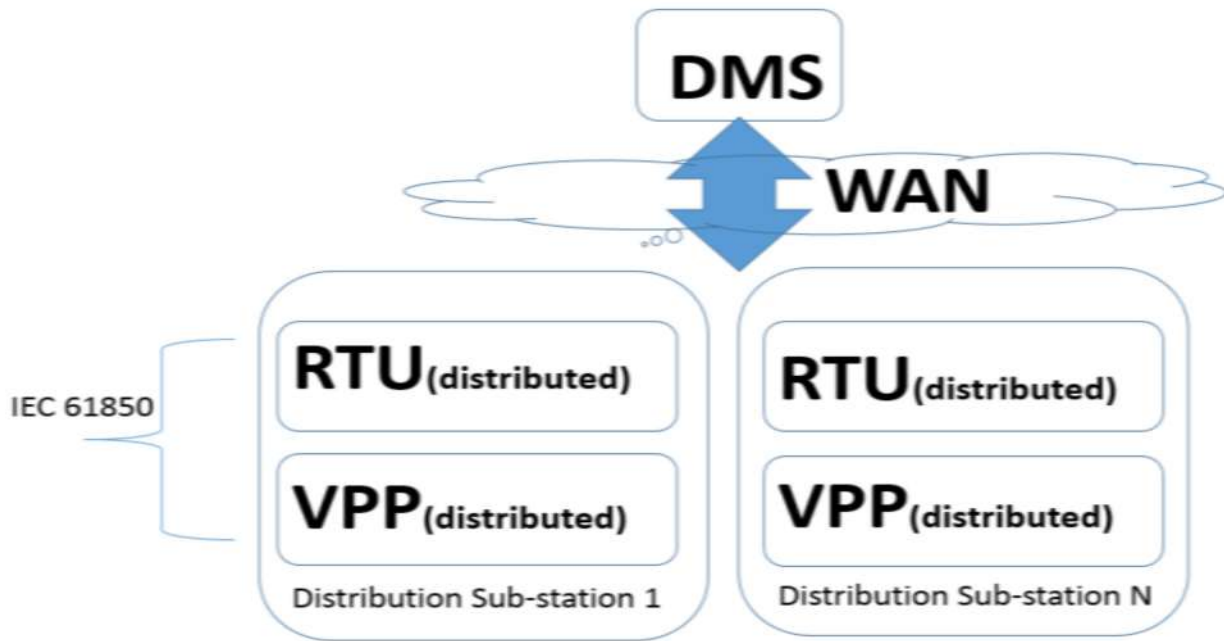 DMS
WAN
IEC 61850
RTU(distributed)
VPP(distributed)
Distribution Sub-station 1
RTU(distributed)
VPP(distributed)
Distribution Sub-station N